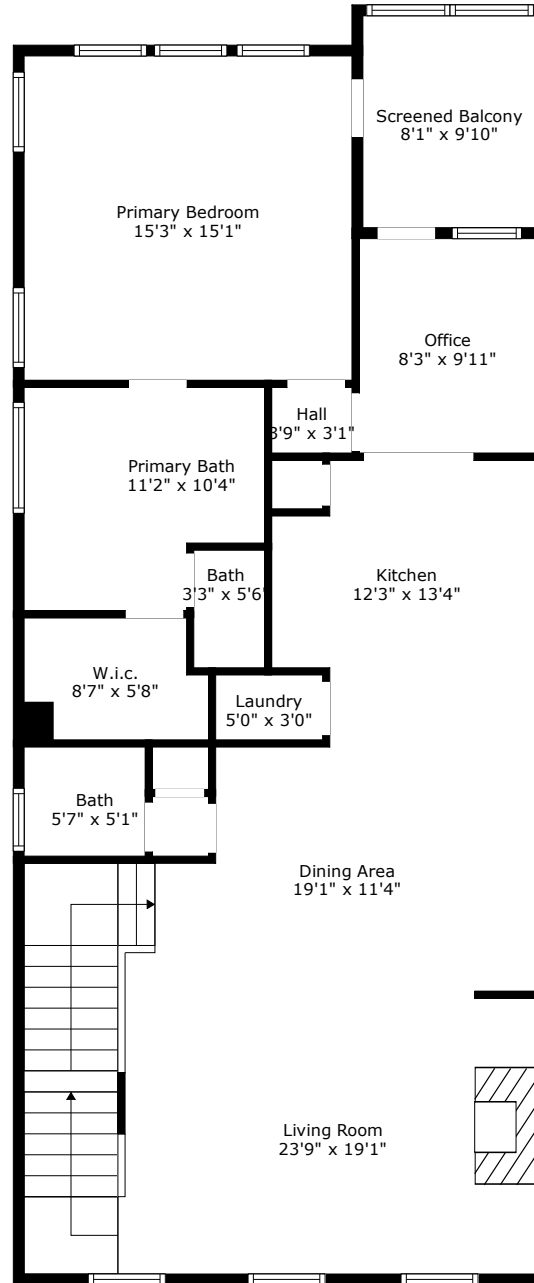 Screened Balcony
8'1" x 9'10"
Primary Bedroom
15'3" x 15'1"
Office
8'3" x 9'11"
Hall
3'9" x 3'1"
Primary Bath
11'2" x 10'4"
Bath
3'3" x 5'6"
Kitchen
12'3" x 13'4"
W.i.c.
8'7" x 5'8"
Laundry
5'0" x 3'0"
Bath
5'7" x 5'1"
Dining Area
19'1" x 11'4"
Living Room
23'9" x 19'1"